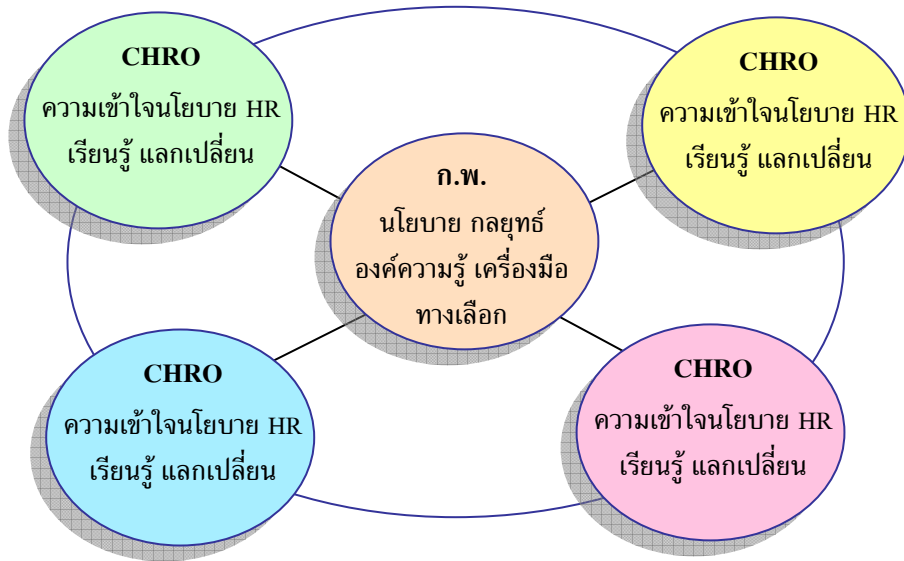 CHRO
ความเข้าใจนโยบาย HR
เรียนรู้ แลกเปลี่ยน
CHRO
ความเข้าใจนโยบาย HR
เรียนรู้ แลกเปลี่ยน
ก.พ.
นโยบาย กลยุทธ์
องค์ความรู้ เครื่องมือ
ทางเลือก
CHRO
ความเข้าใจนโยบาย HR
เรียนรู้ แลกเปลี่ยน
CHRO
ความเข้าใจนโยบาย HR
เรียนรู้ แลกเปลี่ยน